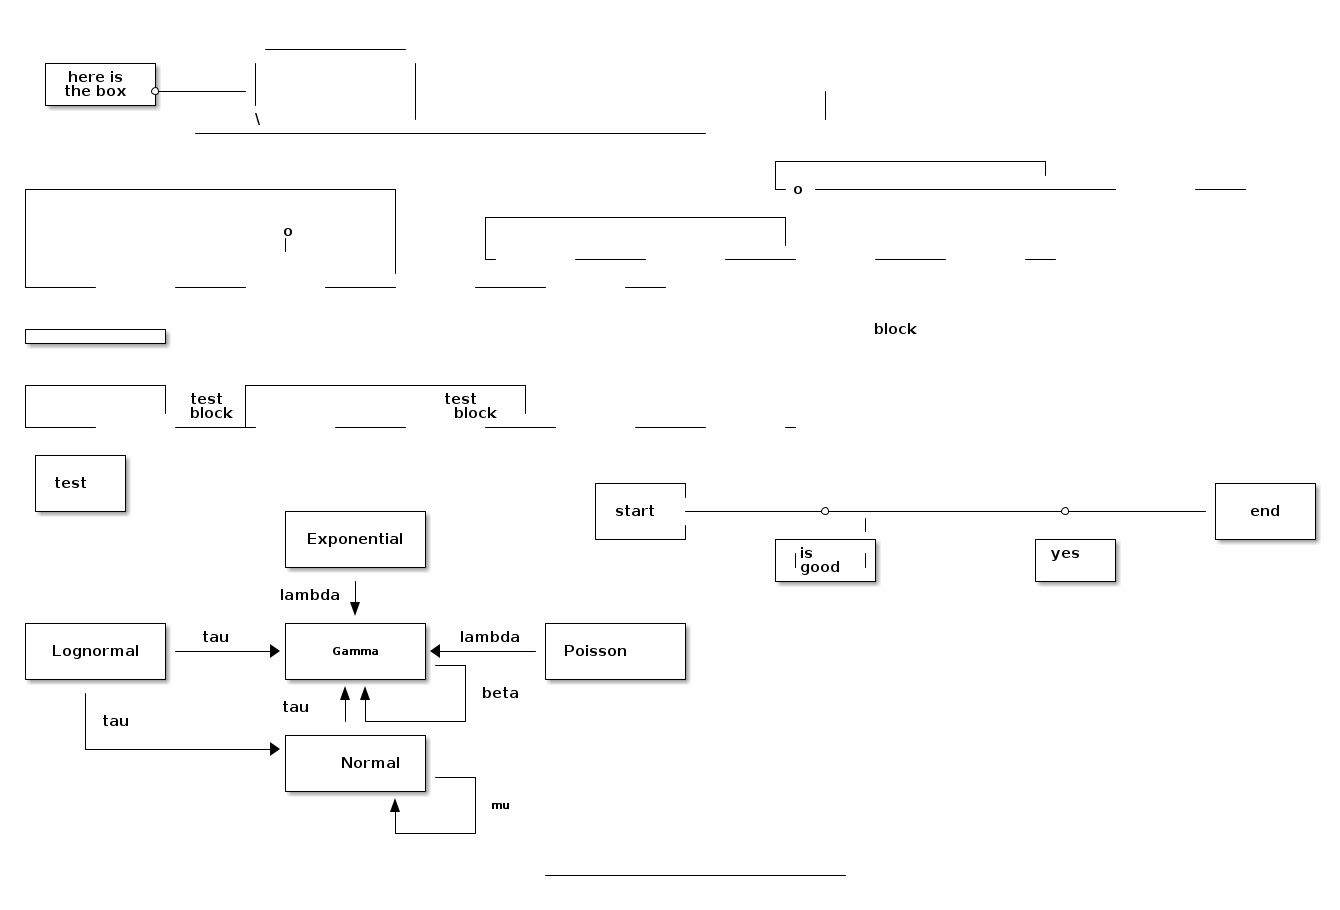 here is
the box
\
o
o
block
test
block
test
block
test
start
end
Exponential
is
good
yes
lambda
tau
lambda
Lognormal
Gamma
Poisson
beta
tau
tau
Normal
mu